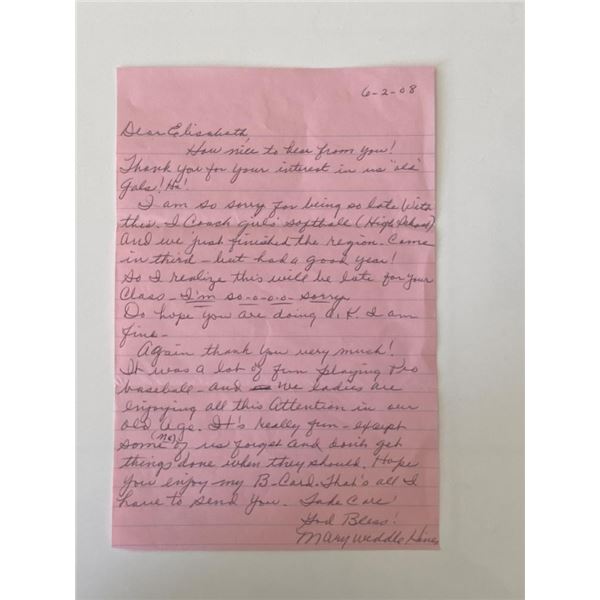 6-2-08
Dear Elisabeth,
How nice to hear from you!
Thank you for your interest in us "old"
Gals! Ha!
I am so sorry for being so late with
this. I Coach girls softball (High School)
And we just finished the region. Came
in third - but had a good year!
So I realize this will be late for your
Class - I'm so-o-o-o- sorry.
Do hope you are doing O.K. I am
fine -
Again thank you very much!
It was a lot of fun playing Pro
baseball - and we ladies are
enjoying all this Attention in our
old Age. It's really fun - except
some (me) of us forget and don't get
things done when they should. Hope
you enjoy my B-Card. That's all I
have to send you. Take Care!
God Bless!
Mary Weddle Hines